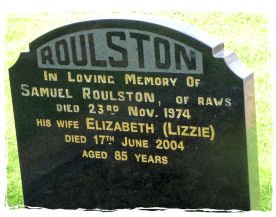 ROULSTON
IN LOVING MEMORY OF
SAMUEL ROULSTON, OF RAWS
DIED 23RD NOV. 1974
HIS WIFE ELIZABETH (LIZZIE)
DIED 17TH JUNE 2004
AGED 85 YEARS